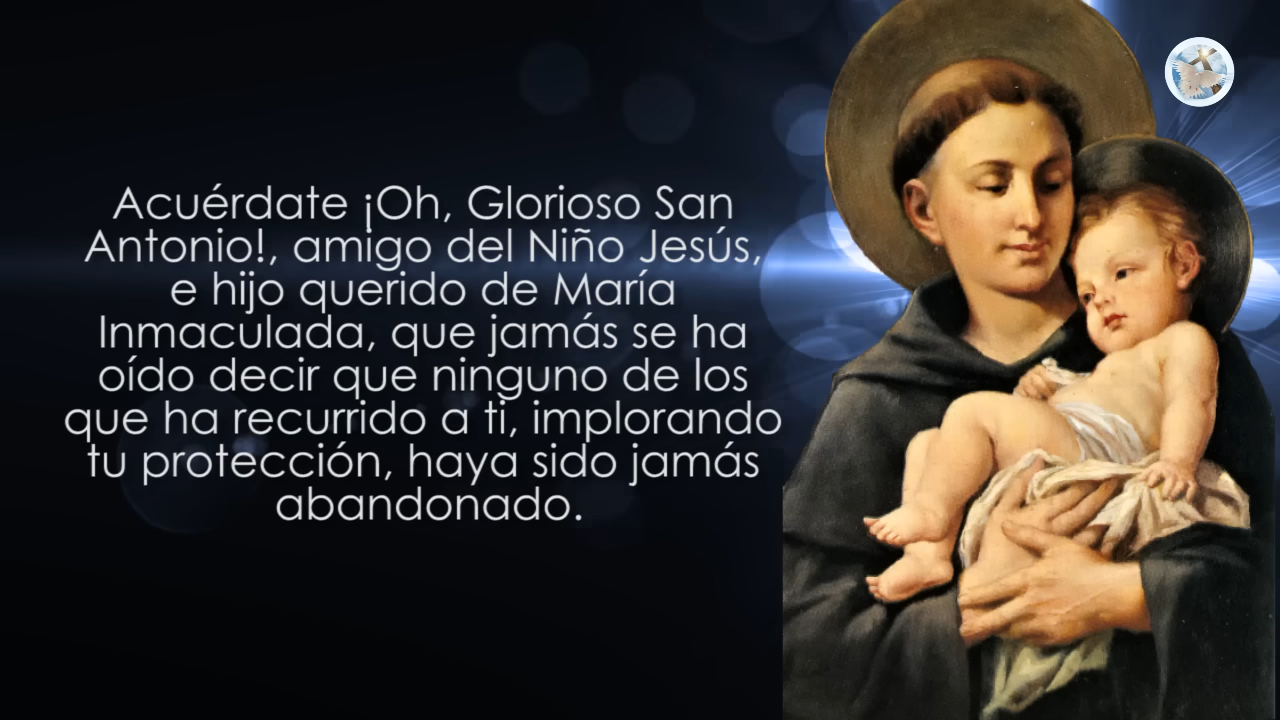 Acuérdate ¡Oh, Glorioso San
Antonio!, amigo del Niño Jesús,
e hijo querido de María
Inmaculada, que jamás se ha
oído decir que ninguno de los
que ha recurrido a ti, implorando
tu protección, haya sido jamás
abandonado.